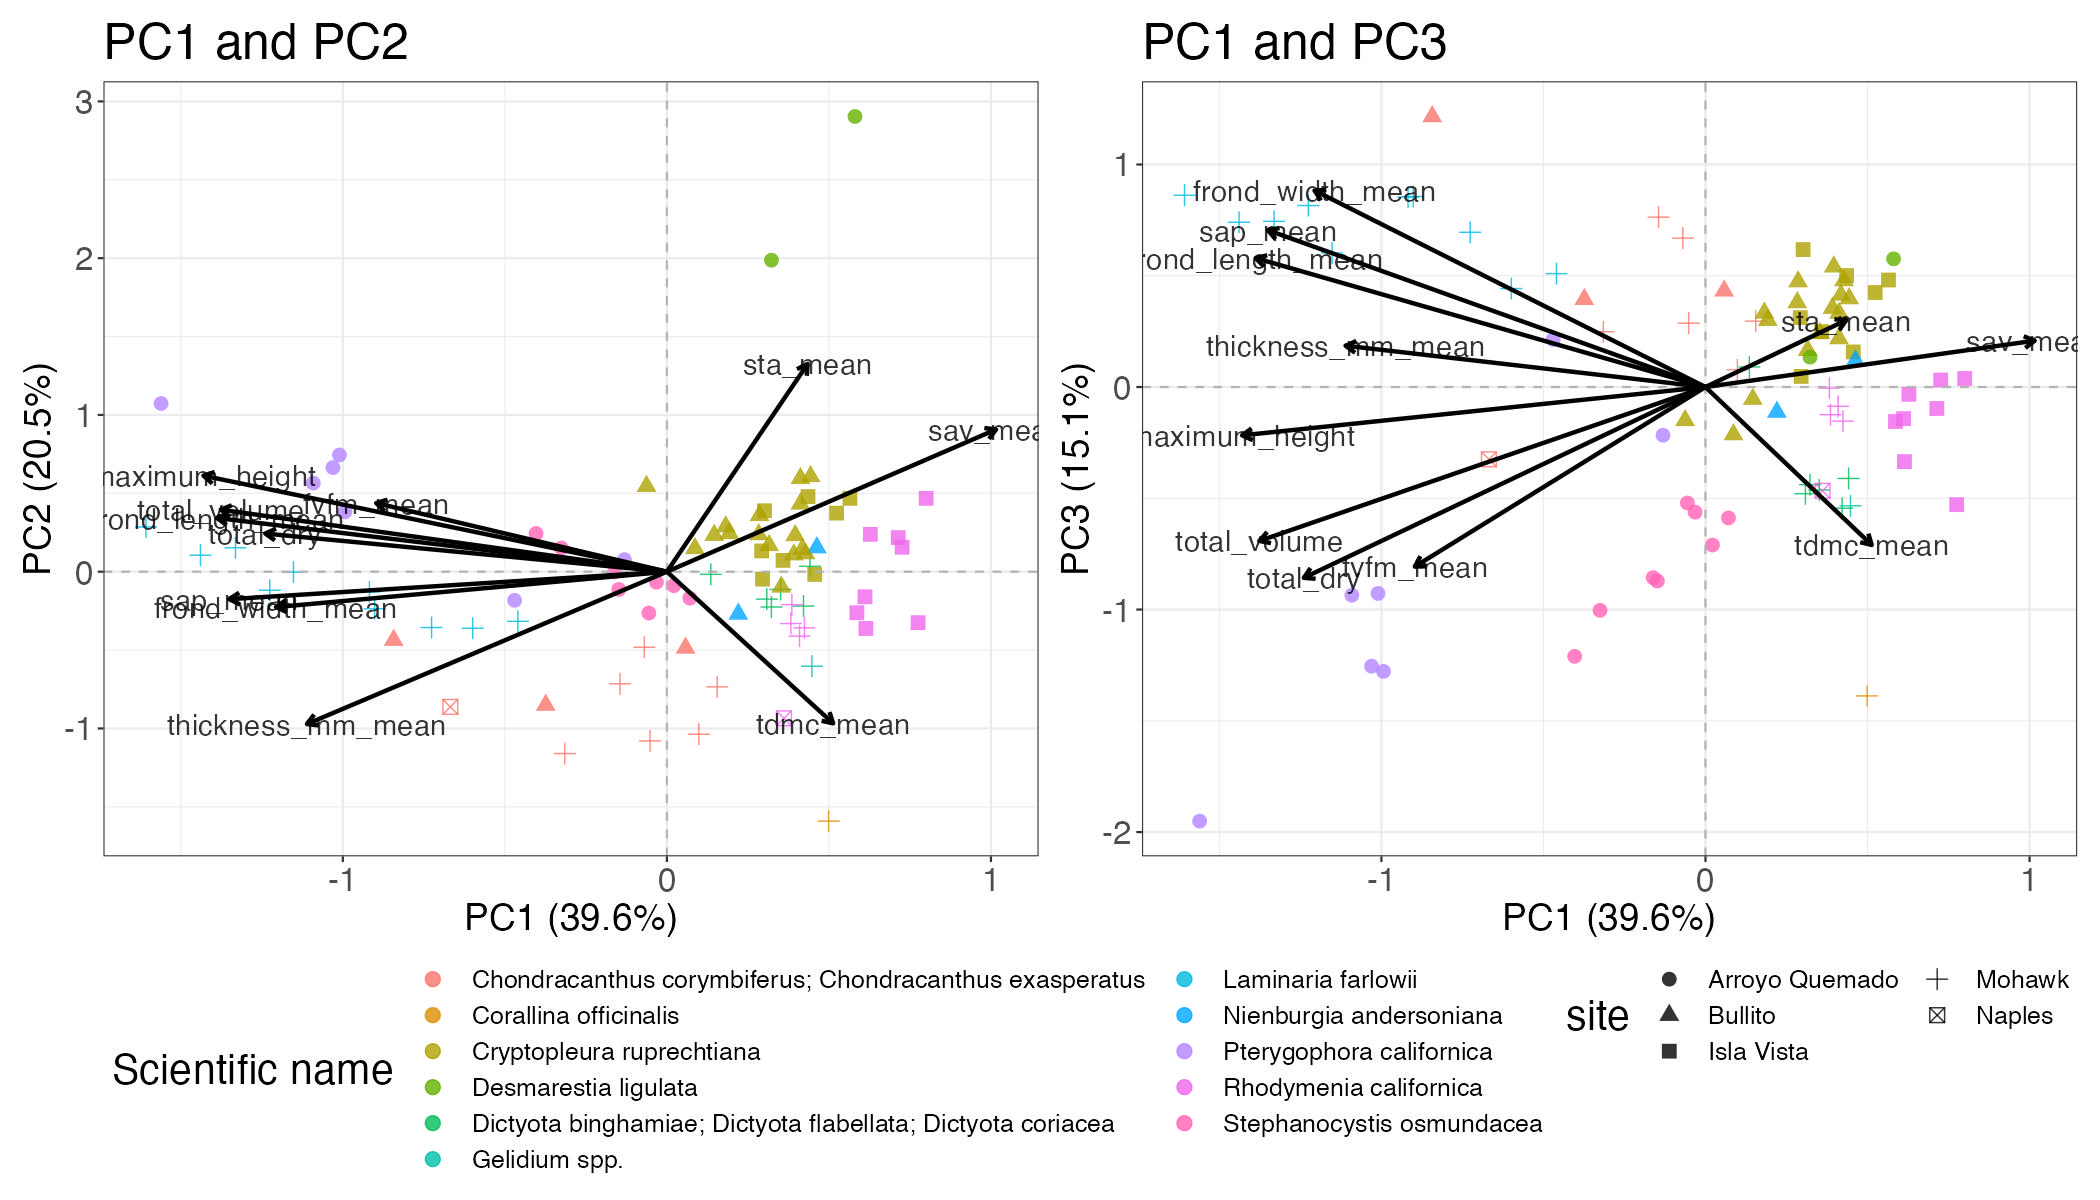 PC1 and PC2
3
2
1
0
-1
PC2 (20.5%)
sta_mean
sav_mea
maximum_height
fvfm_mean
total_volume
rond_length_mean
total_dry
sap_mean
frond_width_mean
thickness_mm_mean
tdmc_mean
-1
0
1
PC1 (39.6%)
PC1 and PC3
1
0
-1
-2
PC3 (15.1%)
frond_width_mean
sap_mean
rond_length_mean
thickness_mm_mean
sta_mean
sav_mea
maximum_height
total_volume
tdmc_mean
total_dry
fvfm_mean
-1
0
1
PC1 (39.6%)
Scientific name
Chondracanthus corymbiferus; Chondracanthus exasperatus
Corallina officinalis
Cryptopleura ruprechtiana
Desmarestia ligulata
Dictyota binghamiae; Dictyota flabellata; Dictyota coriacea
Gelidium spp.
Laminaria farlowii
Nienburgia andersoniana
Pterygophora californica
Rhodymenia californica
Stephanocystis osmundacea
site
Arroyo Quemado
Bullito
Isla Vista
Mohawk
Naples